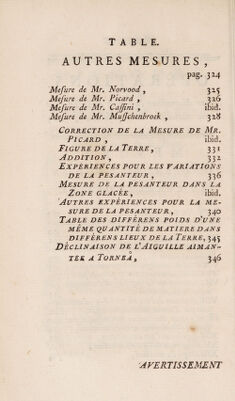 TABLE.
AUTRES MESURES,
pag. 324
Mesure de Mr. Norvood, 325
Mesure de Mr. Picard, 326
Mesure de Mr. Cassini, ibid.
Mesure de Mr. Musschenbroek, 328
CORRECTION DE LA MESURE DE MR.
PICARD, ibid.
FIGURE DE LA TERRE, 331
ADDITION, 332
EXPÉRIENCES POUR LES VARIATIONS
DE LA PESANTEUR, 336
MESURE DE LA PESANTEUR DANS LA
ZONE GLACÉE, ibid.
AUTRES EXPÉRIENCES POUR LA ME-
SURE DE LA PESANTEUR, 340
TABLE DES DIFFÉRENS POIDS D'UNE
MÊME QUANTITÉ DE MATIERE DANS
DIFFÉRENS LIEUX DE LA TERRE, 345
DÉCLINAISON DE L'AIGUILLE AIMAN-
TÉE A TORNEÅ, 346
AVERTISSEMENT